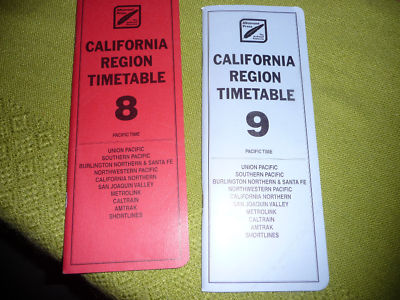 CALIFORNIA
REGION
TIMETABLE
8
PACIFIC TIME
UNION PACIFIC
SOUTHERN PACIFIC
BURLINGTON NORTHERN & SANTA FE
NORTHWESTERN PACIFIC
CALIFORNIA NORTHERN
SAN JOAQUIN VALLEY
METROLINK
CALTRAIN
AMTRAK
SHORTLINES
CALIFORNIA
REGION
TIMETABLE
9
PACIFIC TIME
UNION PACIFIC
SOUTHERN PACIFIC
BURLINGTON NORTHERN & SANTA FE
NORTHWESTERN PACIFIC
CALIFORNIA NORTHERN
SAN JOAQUIN VALLEY
METROLINK
CALTRAIN
AMTRAK
SHORTLINES